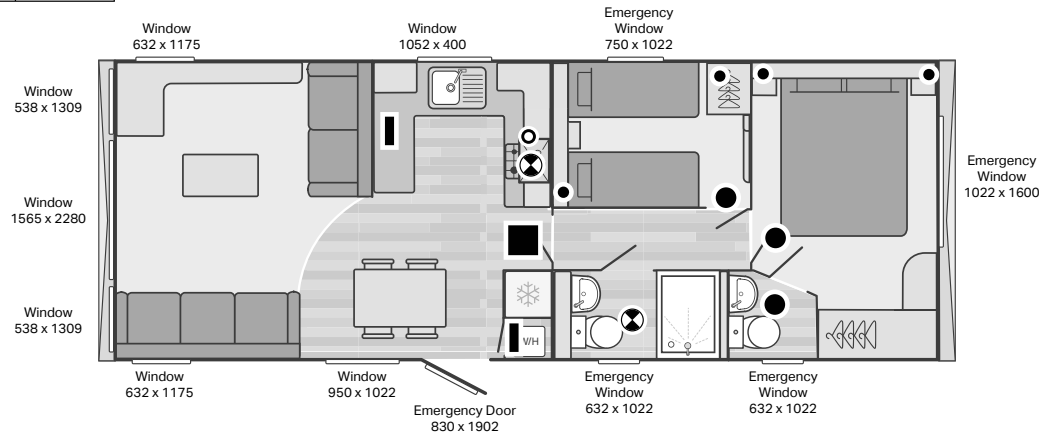 Window
632 x 1175
Window
1052 x 400
Emergency
Window
750 x 1022
Window
538 x 1309
Window
1565 x 2280
Window
538 x 1309
Emergency
Window
1022 x 1600
V/H
Window
632 x 1175
Window
950 x 1022
Emergency Door
830 x 1902
Emergency
Window
632 x 1022
Emergency
Window
632 x 1022